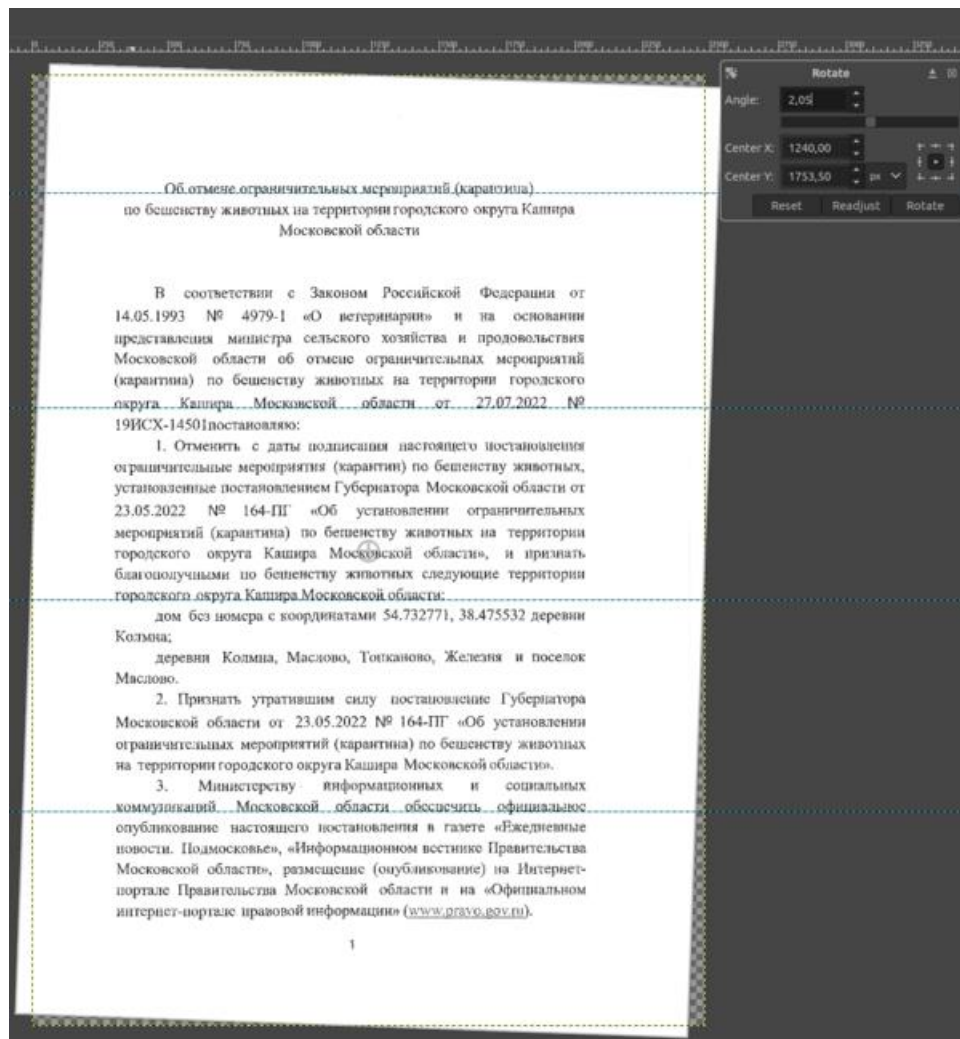 Rotate
Angle: 2,05
Center X: 1240,00
Center Y: 1753,50 px
Reset Readjust Rotate
Об отмене ограничительных мероприятий (карантина)
по бешенству животных на территории городского округа Кашира
Московской области
В соответствии с Законом Российской Федерации от
14.05.1993 № 4979-1 «О ветеринарии» и на основании
представления министра сельского хозяйства и продовольствия
Московской области об отмене ограничительных мероприятий
(карантина) по бешенству животных на территории городского
округа Кашира Московской области от 27.07.2022 №
19ИСХ-14501постановляю:
1. Отменить с даты подписания настоящего постановления
ограничительные мероприятия (карантин) по бешенству животных,
установленные постановлением Губернатора Московской области от
23.05.2022 № 164-ПГ «Об установлении ограничительных
мероприятий (карантина) по бешенству животных на территории
городского округа Кашира Московской области», и признать
благополучными по бешенству животных следующие территории
городского округа Кашира Московской области:
дом без номера с координатами 54.732771, 38.475532 деревни
Колмна;
деревни Колмна, Маслово, Топканово, Железня и поселок
Маслово.
2. Признать утратившим силу постановление Губернатора
Московской области от 23.05.2022 № 164-ПГ «Об установлении
ограничительных мероприятий (карантина) по бешенству животных
на территории городского округа Кашира Московской области».
3. Министерству информационных и социальных
коммуникаций Московской области обеспечить официальное
опубликование настоящего постановления в газете «Ежедневные
новости. Подмосковье», «Информационном вестнике Правительства
Московской области», размещение (опубликование) на Интернет-
портале Правительства Московской области и на «Официальном
интернет-портале правовой информации» (www.pravo.gov.ru).
1